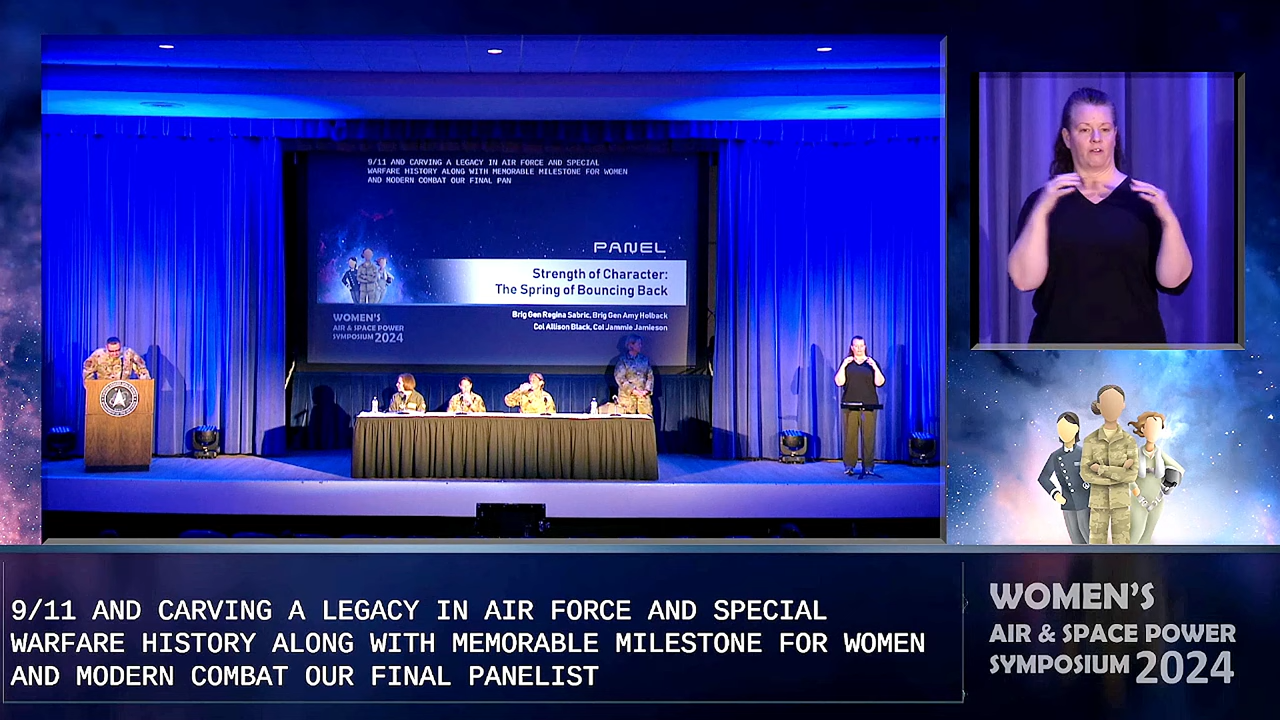 9/11 AND CARVING A LEGACY IN AIR FORCE AND SPECIAL
WARFARE HISTORY ALONG WITH MEMORABLE MILESTONE FOR WOMEN
AND MODERN COMBAT OUR FINAL PAN
PANEL
Strength of Character:
The Spring of Bouncing Back
Brig Gen Regina Sabric, Brig Gen Amy Holback
Col Allison Black, Col Jammie Jamieson
WOMEN'S
AIR & SPACE POWER
SYMPOSIUM 2024
9/11 AND CARVING A LEGACY IN AIR FORCE AND SPECIAL
WARFARE HISTORY ALONG WITH MEMORABLE MILESTONE FOR WOMEN
AND MODERN COMBAT OUR FINAL PANELIST
WOMEN'S
AIR & SPACE POWER
SYMPOSIUM 2024